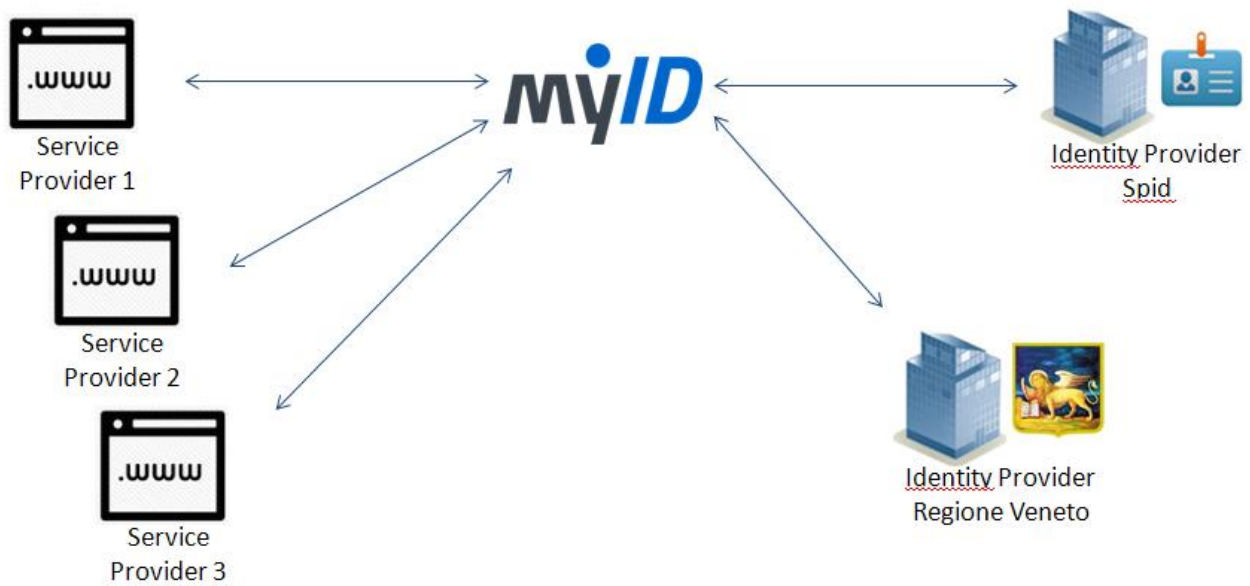 .www
Service
Provider 1
.www
Service
Provider 2
.www
Service
Provider 3
myID
Identity Provider
Spid
Identity Provider
Regione Veneto